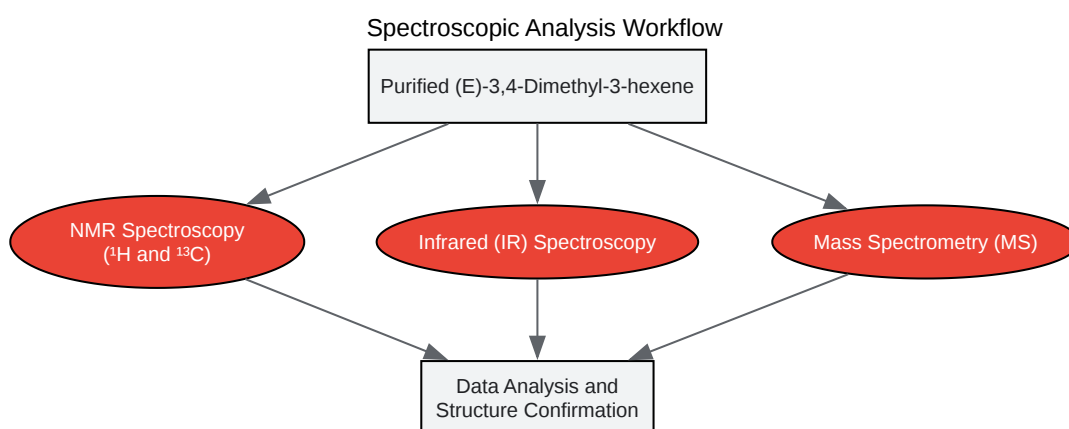 Spectroscopic Analysis Workflow
Purified (E)-3,4-Dimethyl-3-hexene
NMR Spectroscopy
(¹H and ¹³C)
Infrared (IR) Spectroscopy
Mass Spectrometry (MS)
Data Analysis and
Structure Confirmation